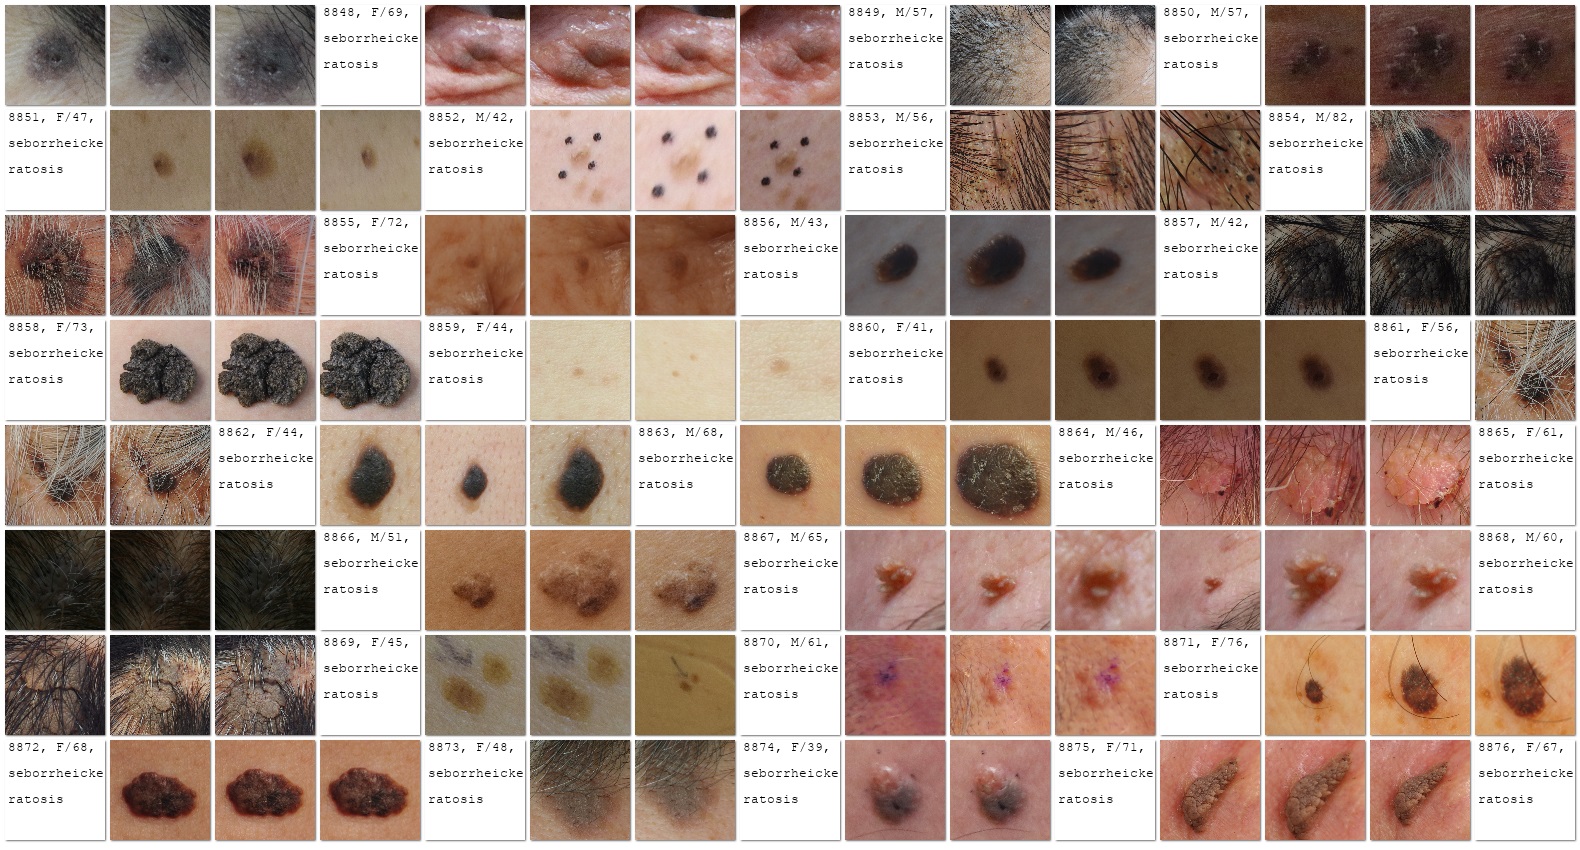 8848, F/69,
seborrheicke
ratosis
8849, M/57,
seborrheicke
ratosis
8850, M/57,
seborrheicke
ratosis
8851, F/47,
seborrheicke
ratosis
8852, M/42,
seborrheicke
ratosis
8853, M/56,
seborrheicke
ratosis
8854, M/82,
seborrheicke
ratosis
8855, F/72,
seborrheicke
ratosis
8856, M/43,
seborrheicke
ratosis
8857, M/42,
seborrheicke
ratosis
8858, F/73,
seborrheicke
ratosis
8859, F/44,
seborrheicke
ratosis
8860, F/41,
seborrheicke
ratosis
8861, F/56,
seborrheicke
ratosis
8862, F/44,
seborrheicke
ratosis
8863, M/68,
seborrheicke
ratosis
8864, M/46,
seborrheicke
ratosis
8865, F/61,
seborrheicke
ratosis
8866, M/51,
seborrheicke
ratosis
8867, M/65,
seborrheicke
ratosis
8868, M/60,
seborrheicke
ratosis
8869, F/45,
seborrheicke
ratosis
8870, M/61,
seborrheicke
ratosis
8871, F/76,
seborrheicke
ratosis
8872, F/68,
seborrheicke
ratosis
8873, F/48,
seborrheicke
ratosis
8874, F/39,
seborrheicke
ratosis
8875, F/71,
seborrheicke
ratosis
8876, F/67,
seborrheicke
ratosis